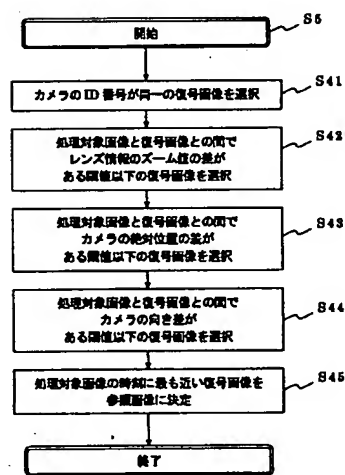 開始
S5
カメラのID番号が同一の復号画像を選択
S41
処理対象画像と復号画像との間で
レンズ情報のズーム値の差が
ある閾値以下の復号画像を選択
S42
処理対象画像と復号画像との間で
カメラの絶対位置の差が
ある閾値以下の復号画像を選択
S43
処理対象画像と復号画像との間で
カメラの向き差が
ある閾値以下の復号画像を選択
S44
処理対象画像の時刻に最も近い復号画像を
参照画像に決定
S45
終了